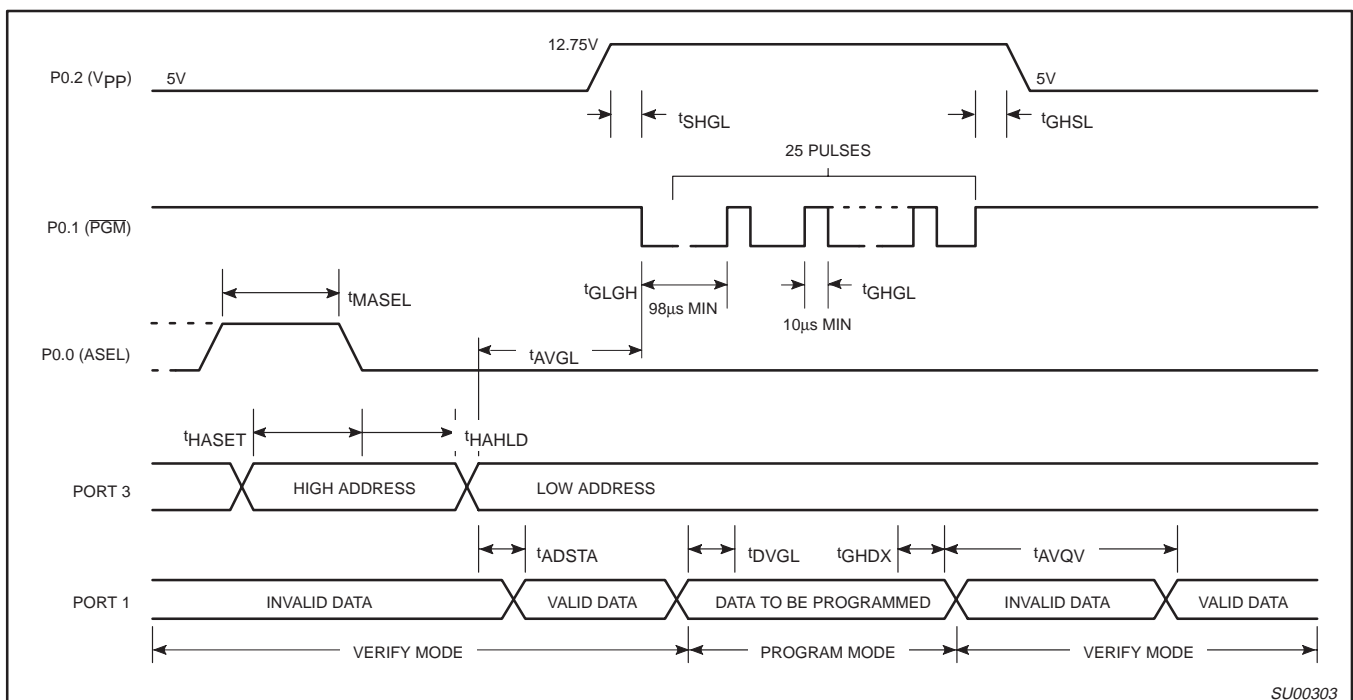 12.75V
P0.2 (VPP)
5V
5V
tSHGL
tGHSL
25 PULSES
P0.1 (PGM)
tMASEL
tGLGH
98µs MIN
10µs MIN
tGHGL
P0.0 (ASEL)
tAVGL
tHASET
tHAHLD
PORT 3
HIGH ADDRESS
LOW ADDRESS
tADSTA
tDVGL
tGHDX
tAVQV
PORT 1
INVALID DATA
VALID DATA
DATA TO BE PROGRAMMED
INVALID DATA
VALID DATA
VERIFY MODE
PROGRAM MODE
VERIFY MODE
SU00303